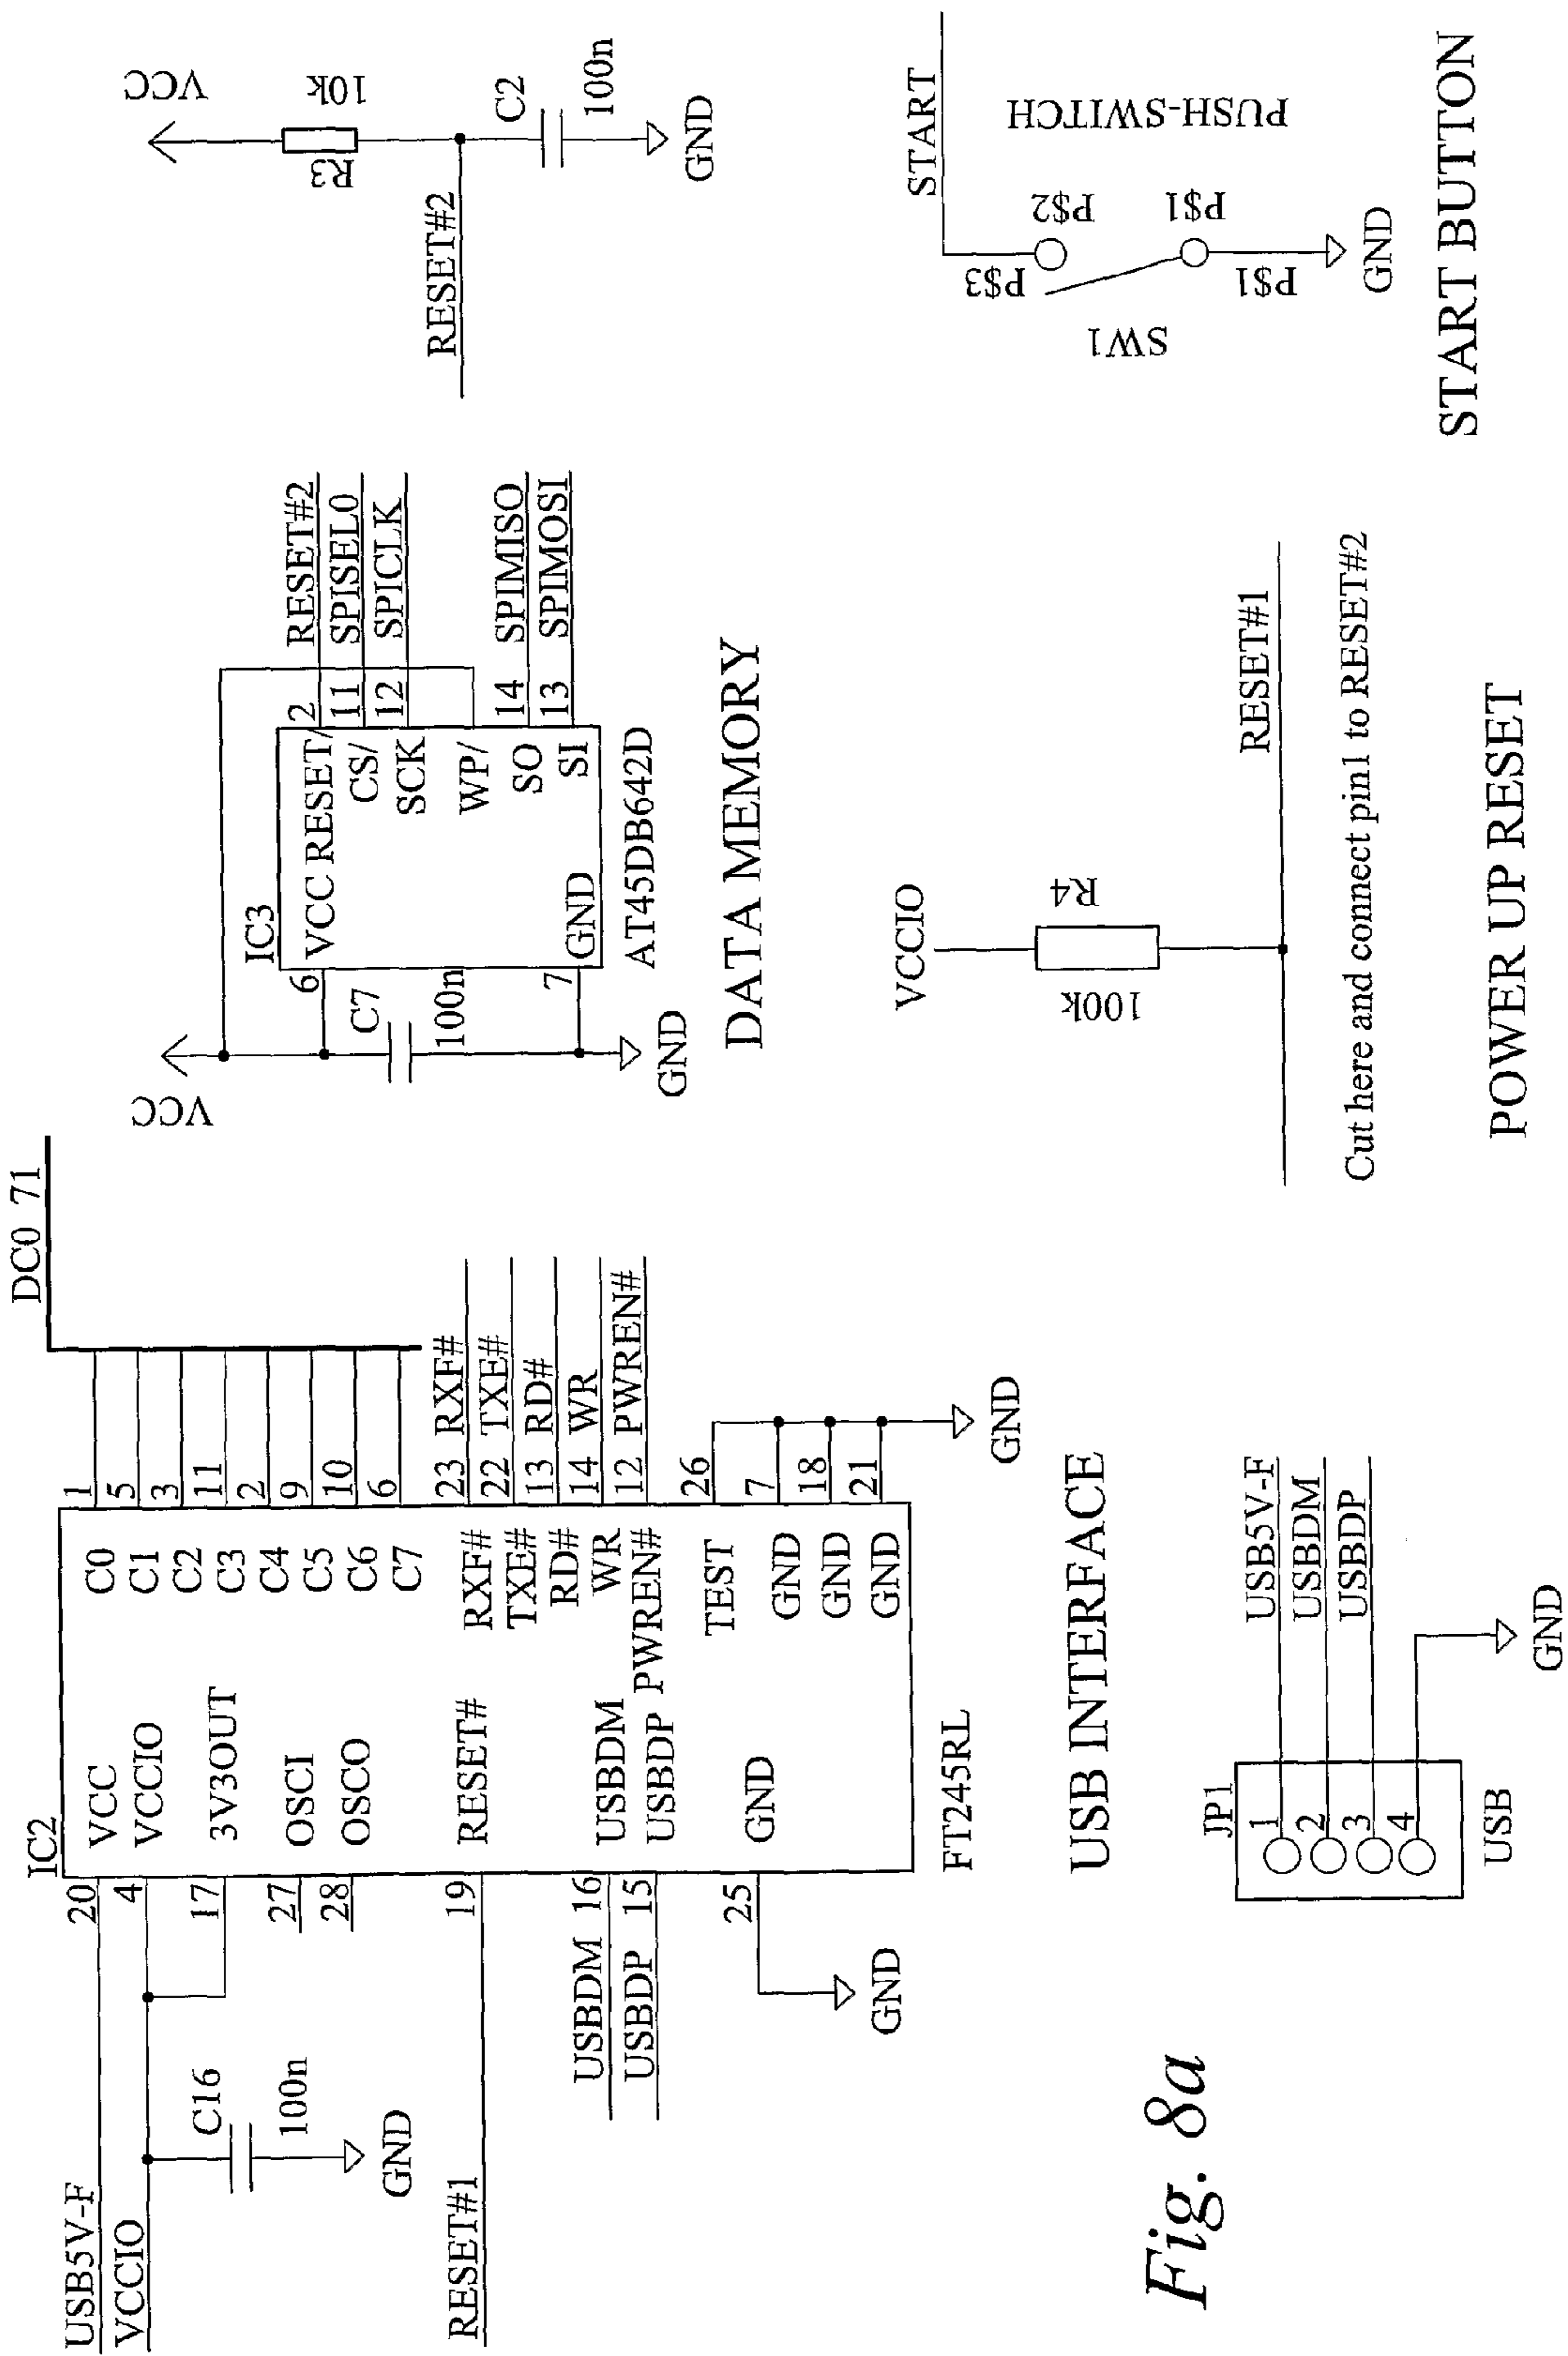 DC0 71
IC2
USB5V-F 20 VCC C0 1
VCCIO 4 VCCIO C1 5
C2 3
17 3V3OUT C3 11
C4 2
27 OSCI C5 9
28 OSCO C6 10
C7 6
C16
100n
GND
RESET#1 19 RESET# RXF# 23 RXF#
TXE# 22 TXE#
RD# 13 RD#
USBDM 16 USBDM WR 14 WR
USBDP 15 USBDP PWREN# 12 PWREN#
TEST 26
25 GND GND 7
GND 18
GND 21
GND
GND
FT245RL
USB INTERFACE
VCC
IC3
6 VCC RESET/ 2 RESET#2
CS/ 11 SPISEL0
SCK 12 SPICLK
C7
100n
WP/
SO 14 SPIMISO
7 GND SI 13 SPIMOSI
GND
AT45DB642D
DATA MEMORY
VCC
R3
10k
RESET#2
C2
100n
GND
JP1
1 USB5V-F
2 USBDM
3 USBDP
4
USB
GND
VCCIO
100k
R4
RESET#1
Cut here and connect pin1 to RESET#2
POWER UP RESET
START
P$3
P$2
SW1
PUSH-SWITCH
P$1
P$1
GND
START BUTTON
Fig. 8a